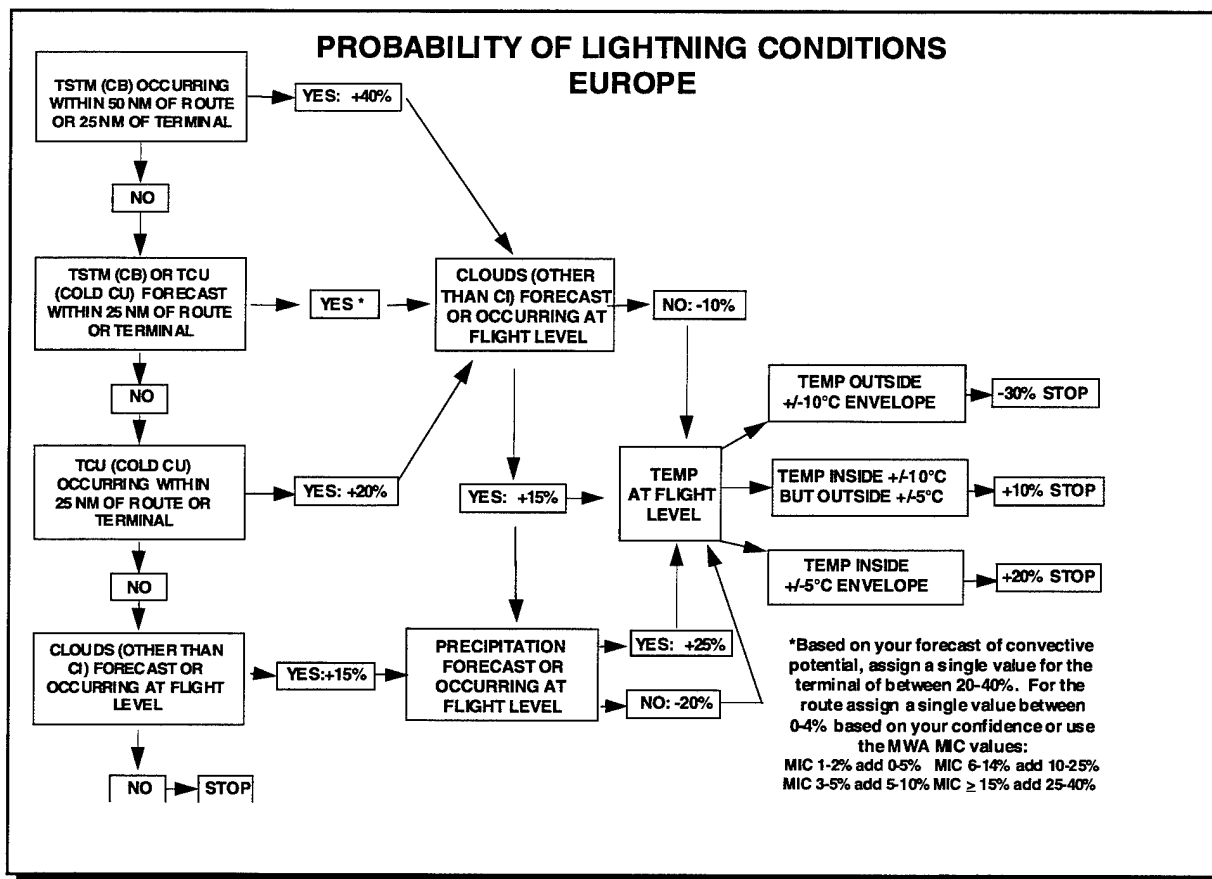 PROBABILITY OF LIGHTNING CONDITIONS
EUROPE
TSTM (CB) OCCURRING
WITHIN 50 NM OF ROUTE
OR 25 NM OF TERMINAL
YES: +40%
NO
TSTM (CB) OR TCU
(COLD CU) FORECAST
WITHIN 25 NM OF ROUTE
OR TERMINAL
YES *
CLOUDS (OTHER
THAN CI) FORECAST
OR OCCURRING AT
FLIGHT LEVEL
NO: -10%
NO
TEMP OUTSIDE
+/-10°C ENVELOPE
-30% STOP
TCU (COLD CU)
OCCURRING WITHIN
25 NM OF ROUTE OR
TERMINAL
YES: +20%
YES: +15%
TEMP
AT FLIGHT
LEVEL
TEMP INSIDE +/-10°C
BUT OUTSIDE +/-5°C
+10% STOP
NO
TEMP INSIDE
+/-5°C ENVELOPE
+20% STOP
CLOUDS (OTHER THAN
CI) FORECAST OR
OCCURRING AT FLIGHT
LEVEL
YES:+15%
PRECIPITATION
FORECAST OR
OCCURRING AT
FLIGHT LEVEL
YES: +25%
NO: -20%
NO
STOP
*Based on your forecast of convective
potential, assign a single value for the
terminal of between 20-40%. For the
route assign a single value between
0-4% based on your confidence or use
the MWA MIC values:
MIC 1-2% add 0-5% MIC 6-14% add 10-25%
MIC 3-5% add 5-10% MIC ≥ 15% add 25-40%